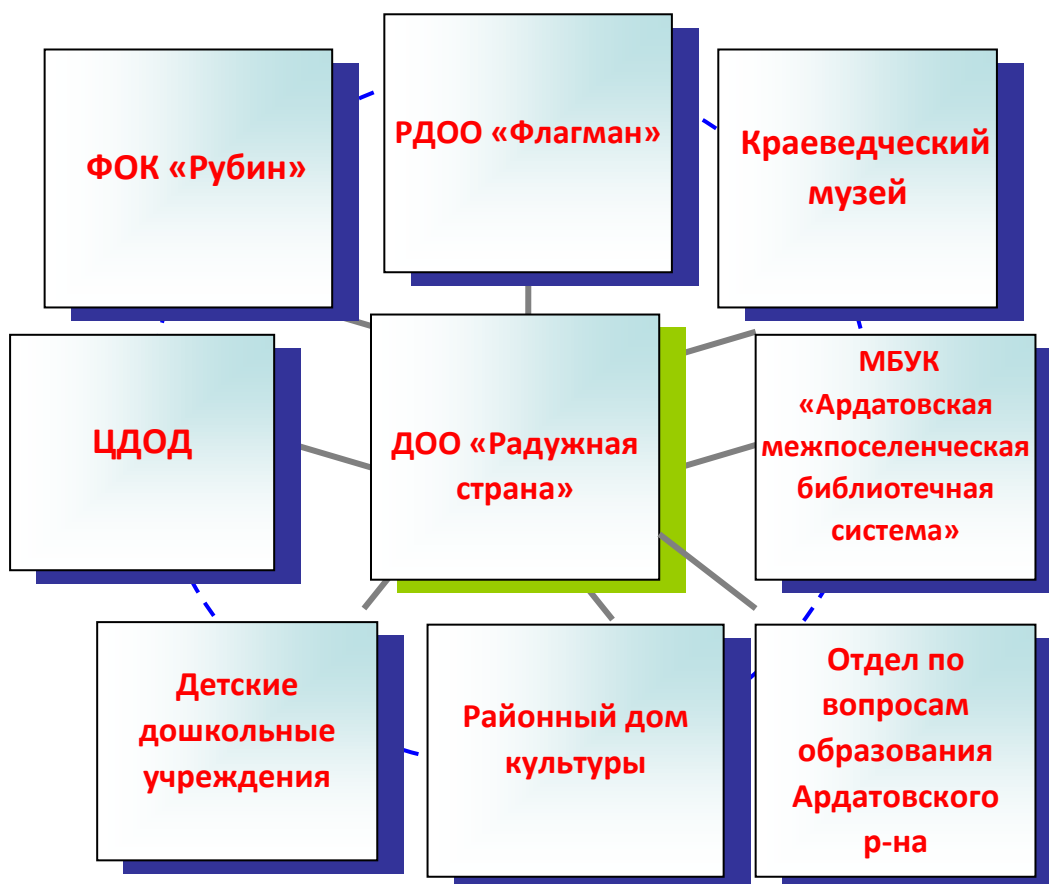 ФОК «Рубин»
РДОО «Флагман»
Краеведческий
музей
ЦДОД
ДОО «Радужная
страна»
МБУК
«Ардатовская
межпоселенческая
библиотечная
система»
Детские
дошкольные
учреждения
Районный дом
культуры
Отдел по
вопросам
образования
Ардатовского
р-на